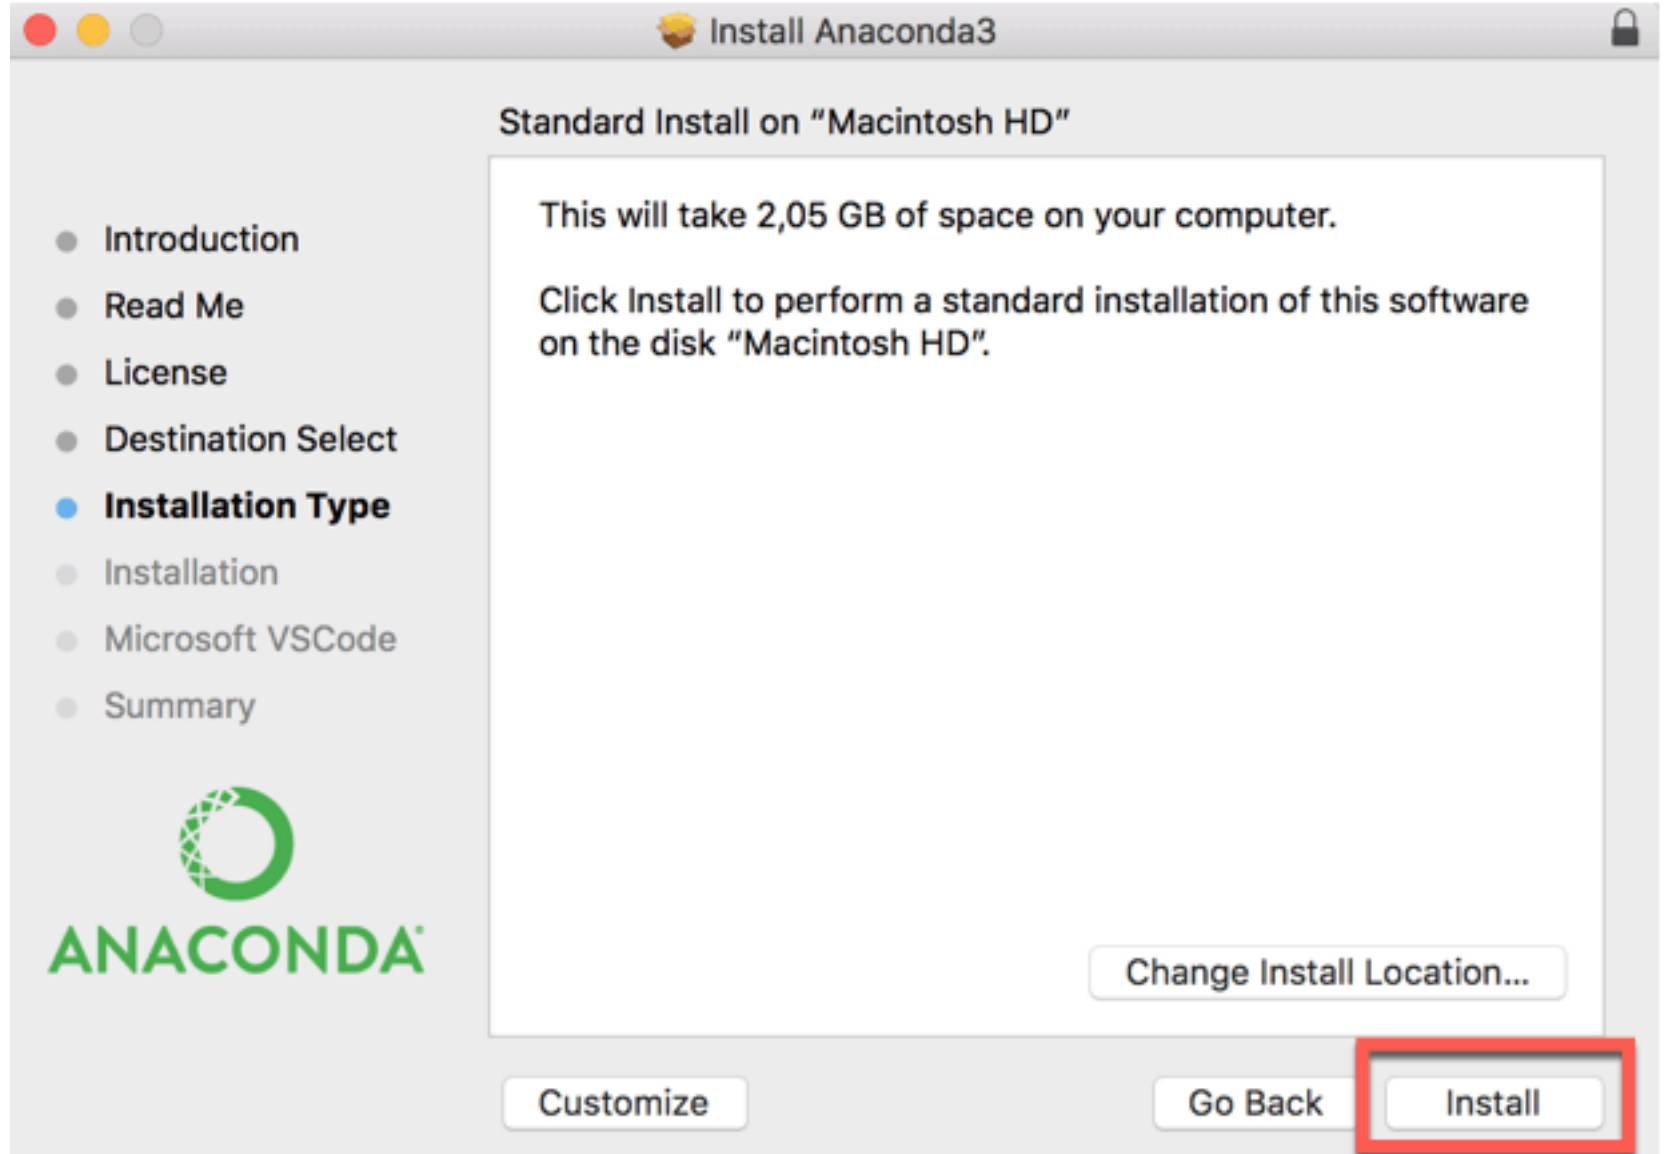 Install Anaconda3
Standard Install on "Macintosh HD"
Introduction
Read Me
License
Destination Select
Installation Type
Installation
Microsoft VSCode
Summary
ANACONDA
This will take 2,05 GB of space on your computer.
Click Install to perform a standard installation of this software
on the disk "Macintosh HD".
Change Install Location...
Customize
Go Back
Install